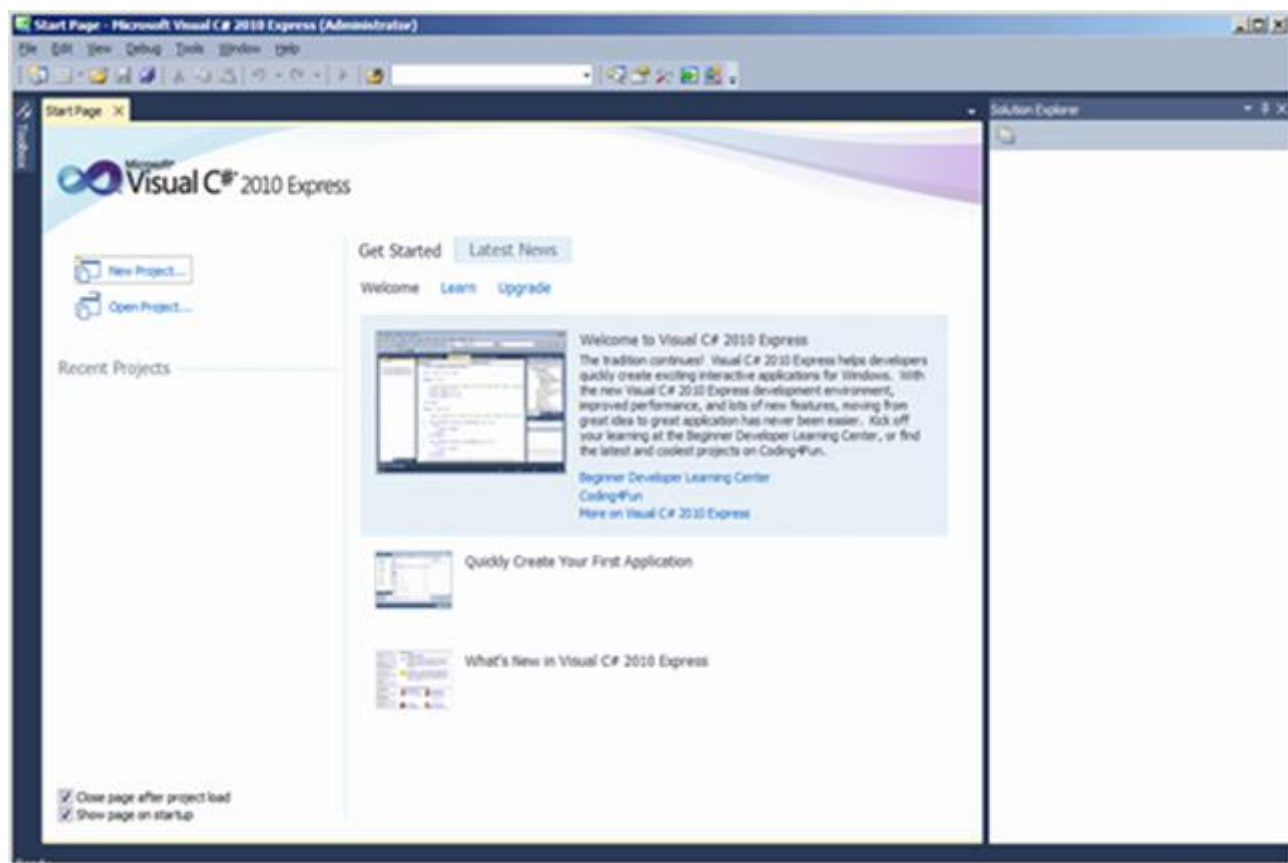 Start Page - Microsoft Visual C# 2010 Express (Administrator)
File Edit View Debug Tools Window Help
Toolbox
Start Page
Solution Explorer
Microsoft®
Visual C#® 2010 Express
New Project...
Open Project...
Recent Projects
Get Started Latest News
Welcome Learn Upgrade
Welcome to Visual C# 2010 Express
The tradition continues! Visual C# 2010 Express helps developers
quickly create exciting interactive applications for Windows. With
the new Visual C# 2010 Express development environment,
improved performance, and lots of new features, moving from
great idea to great application has never been easier. Kick off
your learning at the Beginner Developer Learning Center, or find
the latest and coolest projects on Coding4Fun.
Beginner Developer Learning Center
Coding4Fun
More on Visual C# 2010 Express
Quickly Create Your First Application
What's New in Visual C# 2010 Express
Close page after project load
Show page on startup